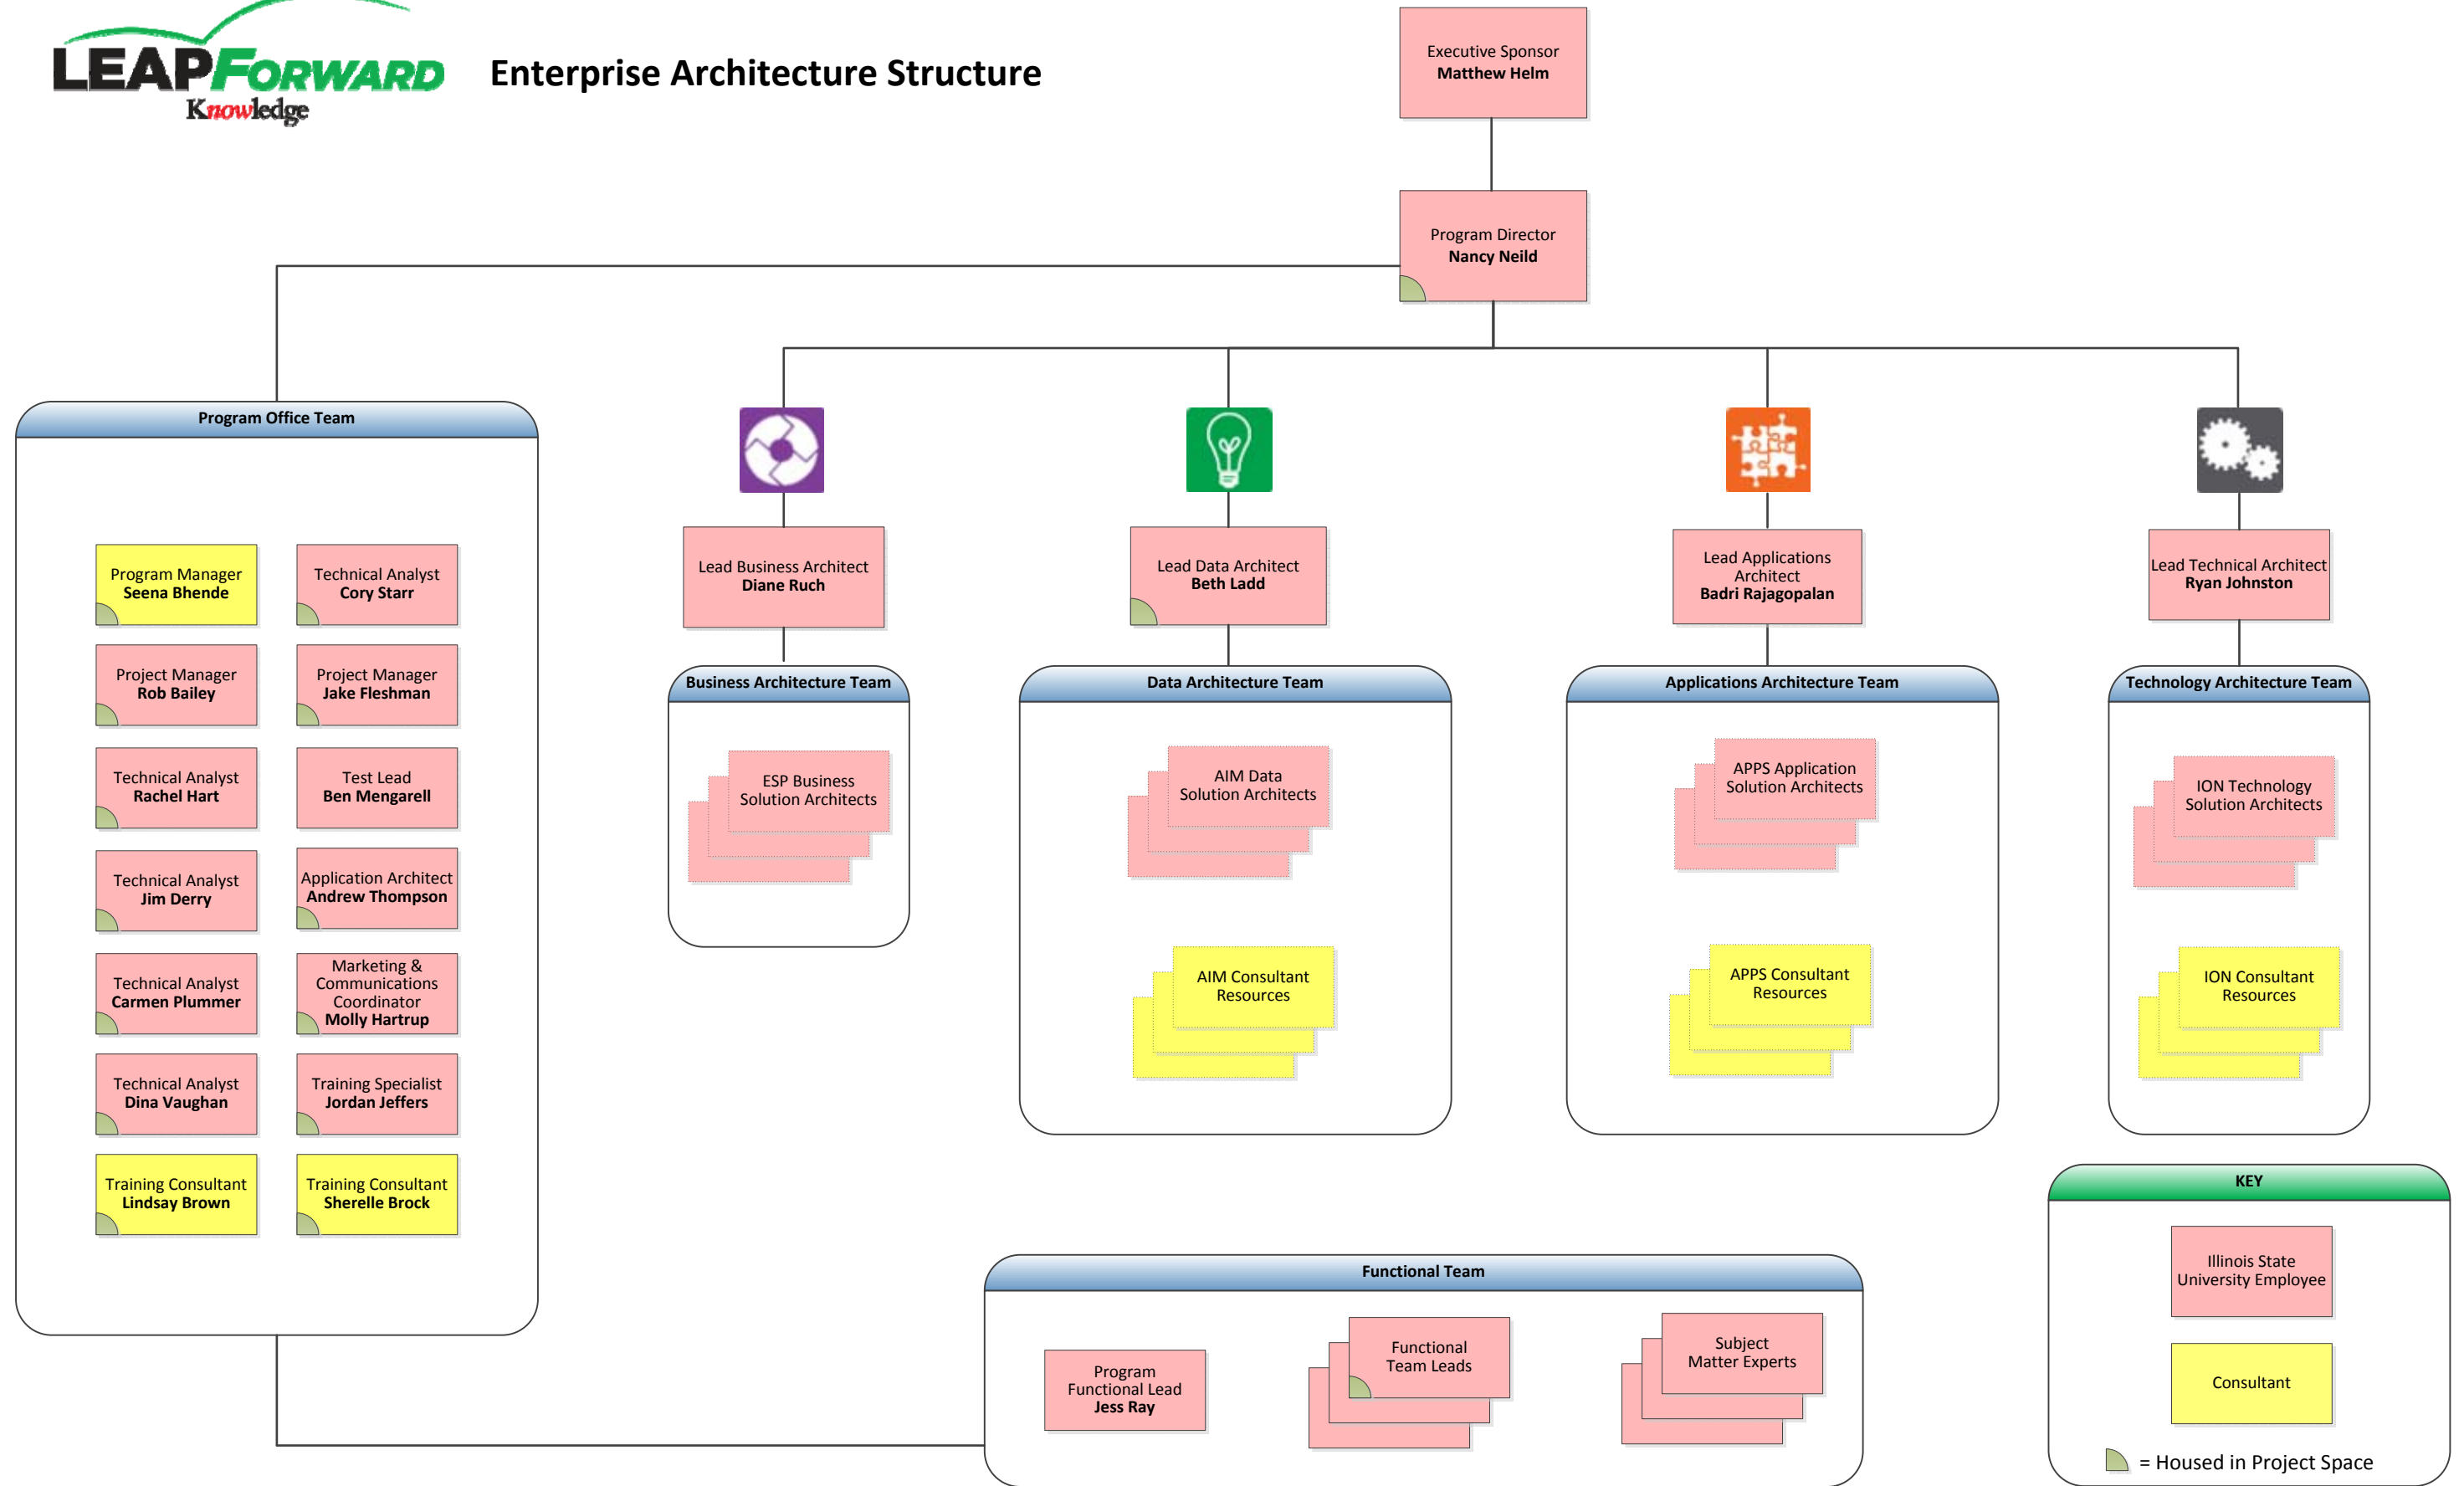 LEAPFORWARD
Knowledge
Enterprise Architecture Structure
Executive Sponsor
Matthew Helm
Program Director
Nancy Neild
Program Office Team
Program Manager
Seena Bhende
Technical Analyst
Cory Starr
Project Manager
Rob Bailey
Project Manager
Jake Fleshman
Technical Analyst
Rachel Hart
Test Lead
Ben Mengarell
Technical Analyst
Jim Derry
Application Architect
Andrew Thompson
Technical Analyst
Carmen Plummer
Marketing &
Communications
Coordinator
Molly Hartrup
Technical Analyst
Dina Vaughan
Training Specialist
Jordan Jeffers
Training Consultant
Lindsay Brown
Training Consultant
Sherelle Brock
Lead Business Architect
Diane Ruch
Business Architecture Team
ESP Business
Solution Architects
Lead Data Architect
Beth Ladd
Data Architecture Team
AIM Data
Solution Architects
AIM Consultant
Resources
Lead Applications
Architect
Badri Rajagopalan
Applications Architecture Team
APPS Application
Solution Architects
APPS Consultant
Resources
Lead Technical Architect
Ryan Johnston
Technology Architecture Team
ION Technology
Solution Architects
ION Consultant
Resources
Functional Team
Program
Functional Lead
Jess Ray
Functional
Team Leads
Subject
Matter Experts
KEY
Illinois State
University Employee
Consultant
= Housed in Project Space